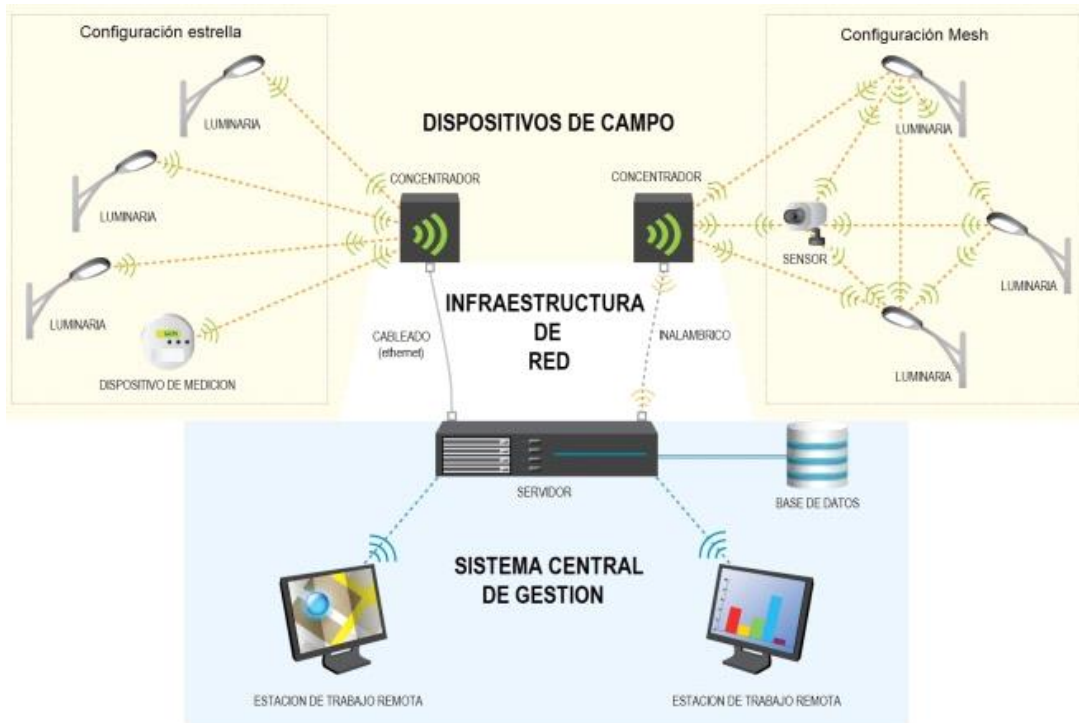 Configuración estrella
Configuración Mesh
LUMINARIA
LUMINARIA
DISPOSITIVOS DE CAMPO
CONCENTRADOR
CONCENTRADOR
LUMINARIA
SENSOR
LUMINARIA
LUMINARIA
INFRAESTRUCTURA
DE
RED
CABLEADO
(ethernet)
INALAMBRICO
LUMINARIA
DISPOSITIVO DE MEDICION
SERVIDOR
BASE DE DATOS
SISTEMA CENTRAL
DE GESTION
ESTACION DE TRABAJO REMOTA
ESTACION DE TRABAJO REMOTA